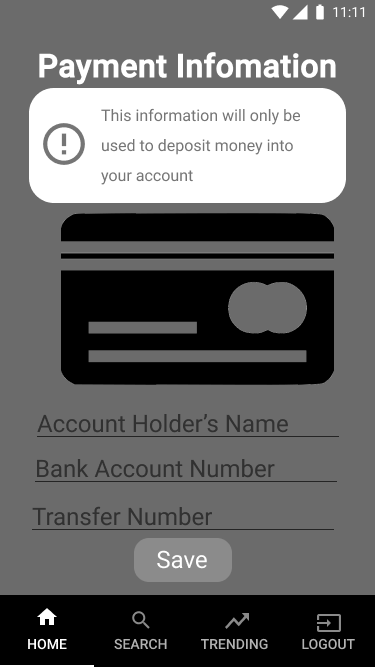 11:11
Payment Infomation
This information will only be
used to deposit money into
your account
Account Holder's Name
Bank Account Number
Transfer Number
Save
HOME
SEARCH
TRENDING
LOGOUT